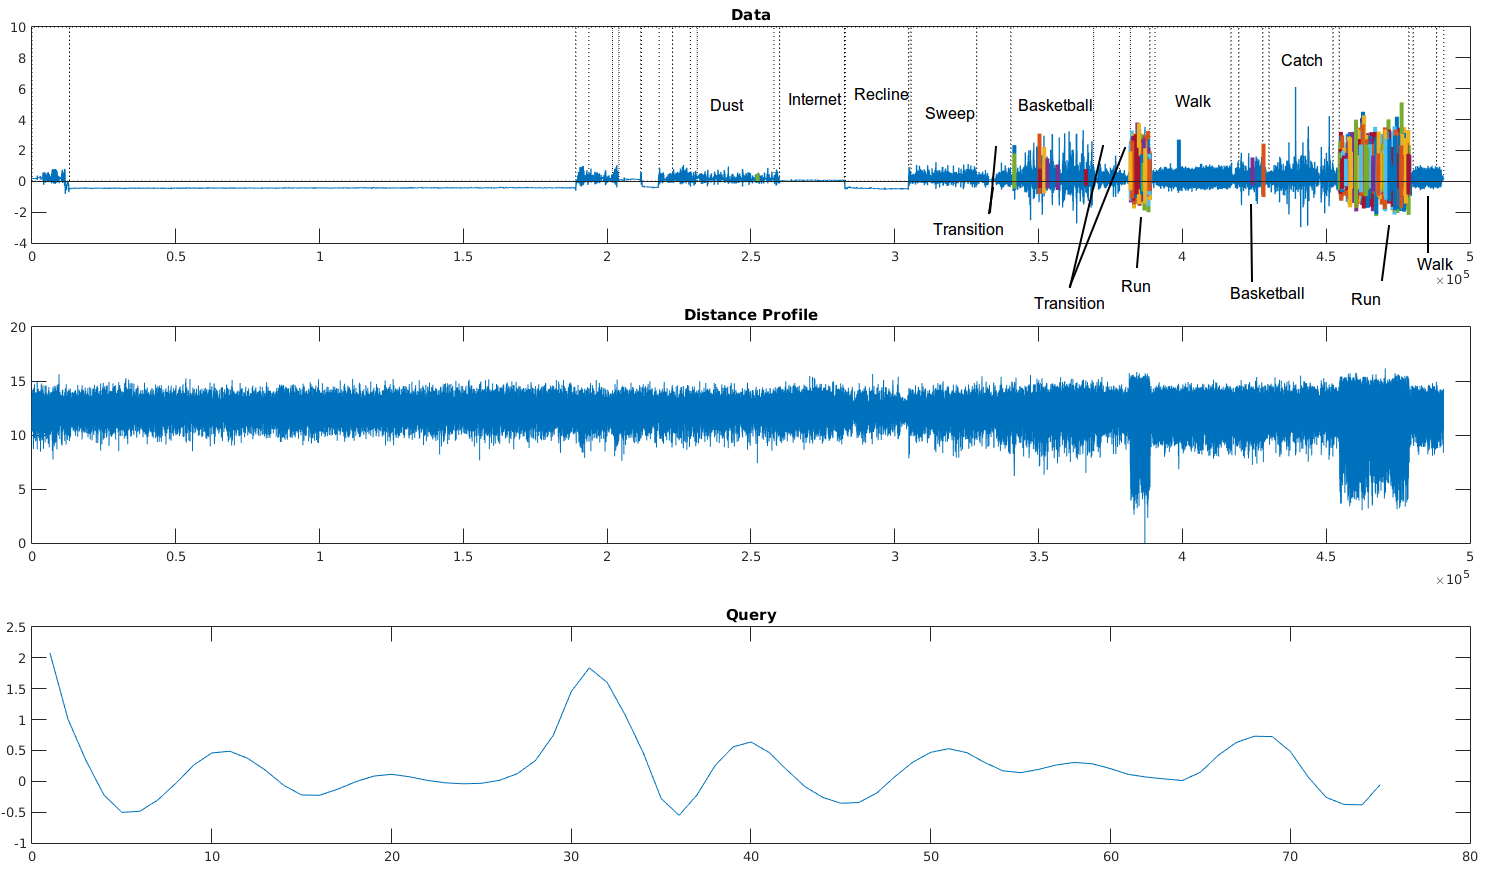 Data
10
8
6
4
2
0
-2
-4
Dust
Internet
Recline
Sweep
Basketball
Walk
Catch
Transition
Transition
Run
Basketball
Run
Walk
0 0.5 1 1.5 2 2.5 3 3.5 4 4.5 5
×10^5
Distance Profile
20
15
10
5
0
0 0.5 1 1.5 2 2.5 3 3.5 4 4.5 5
×10^5
Query
2.5
2
1.5
1
0.5
0
-0.5
-1
0 10 20 30 40 50 60 70 80